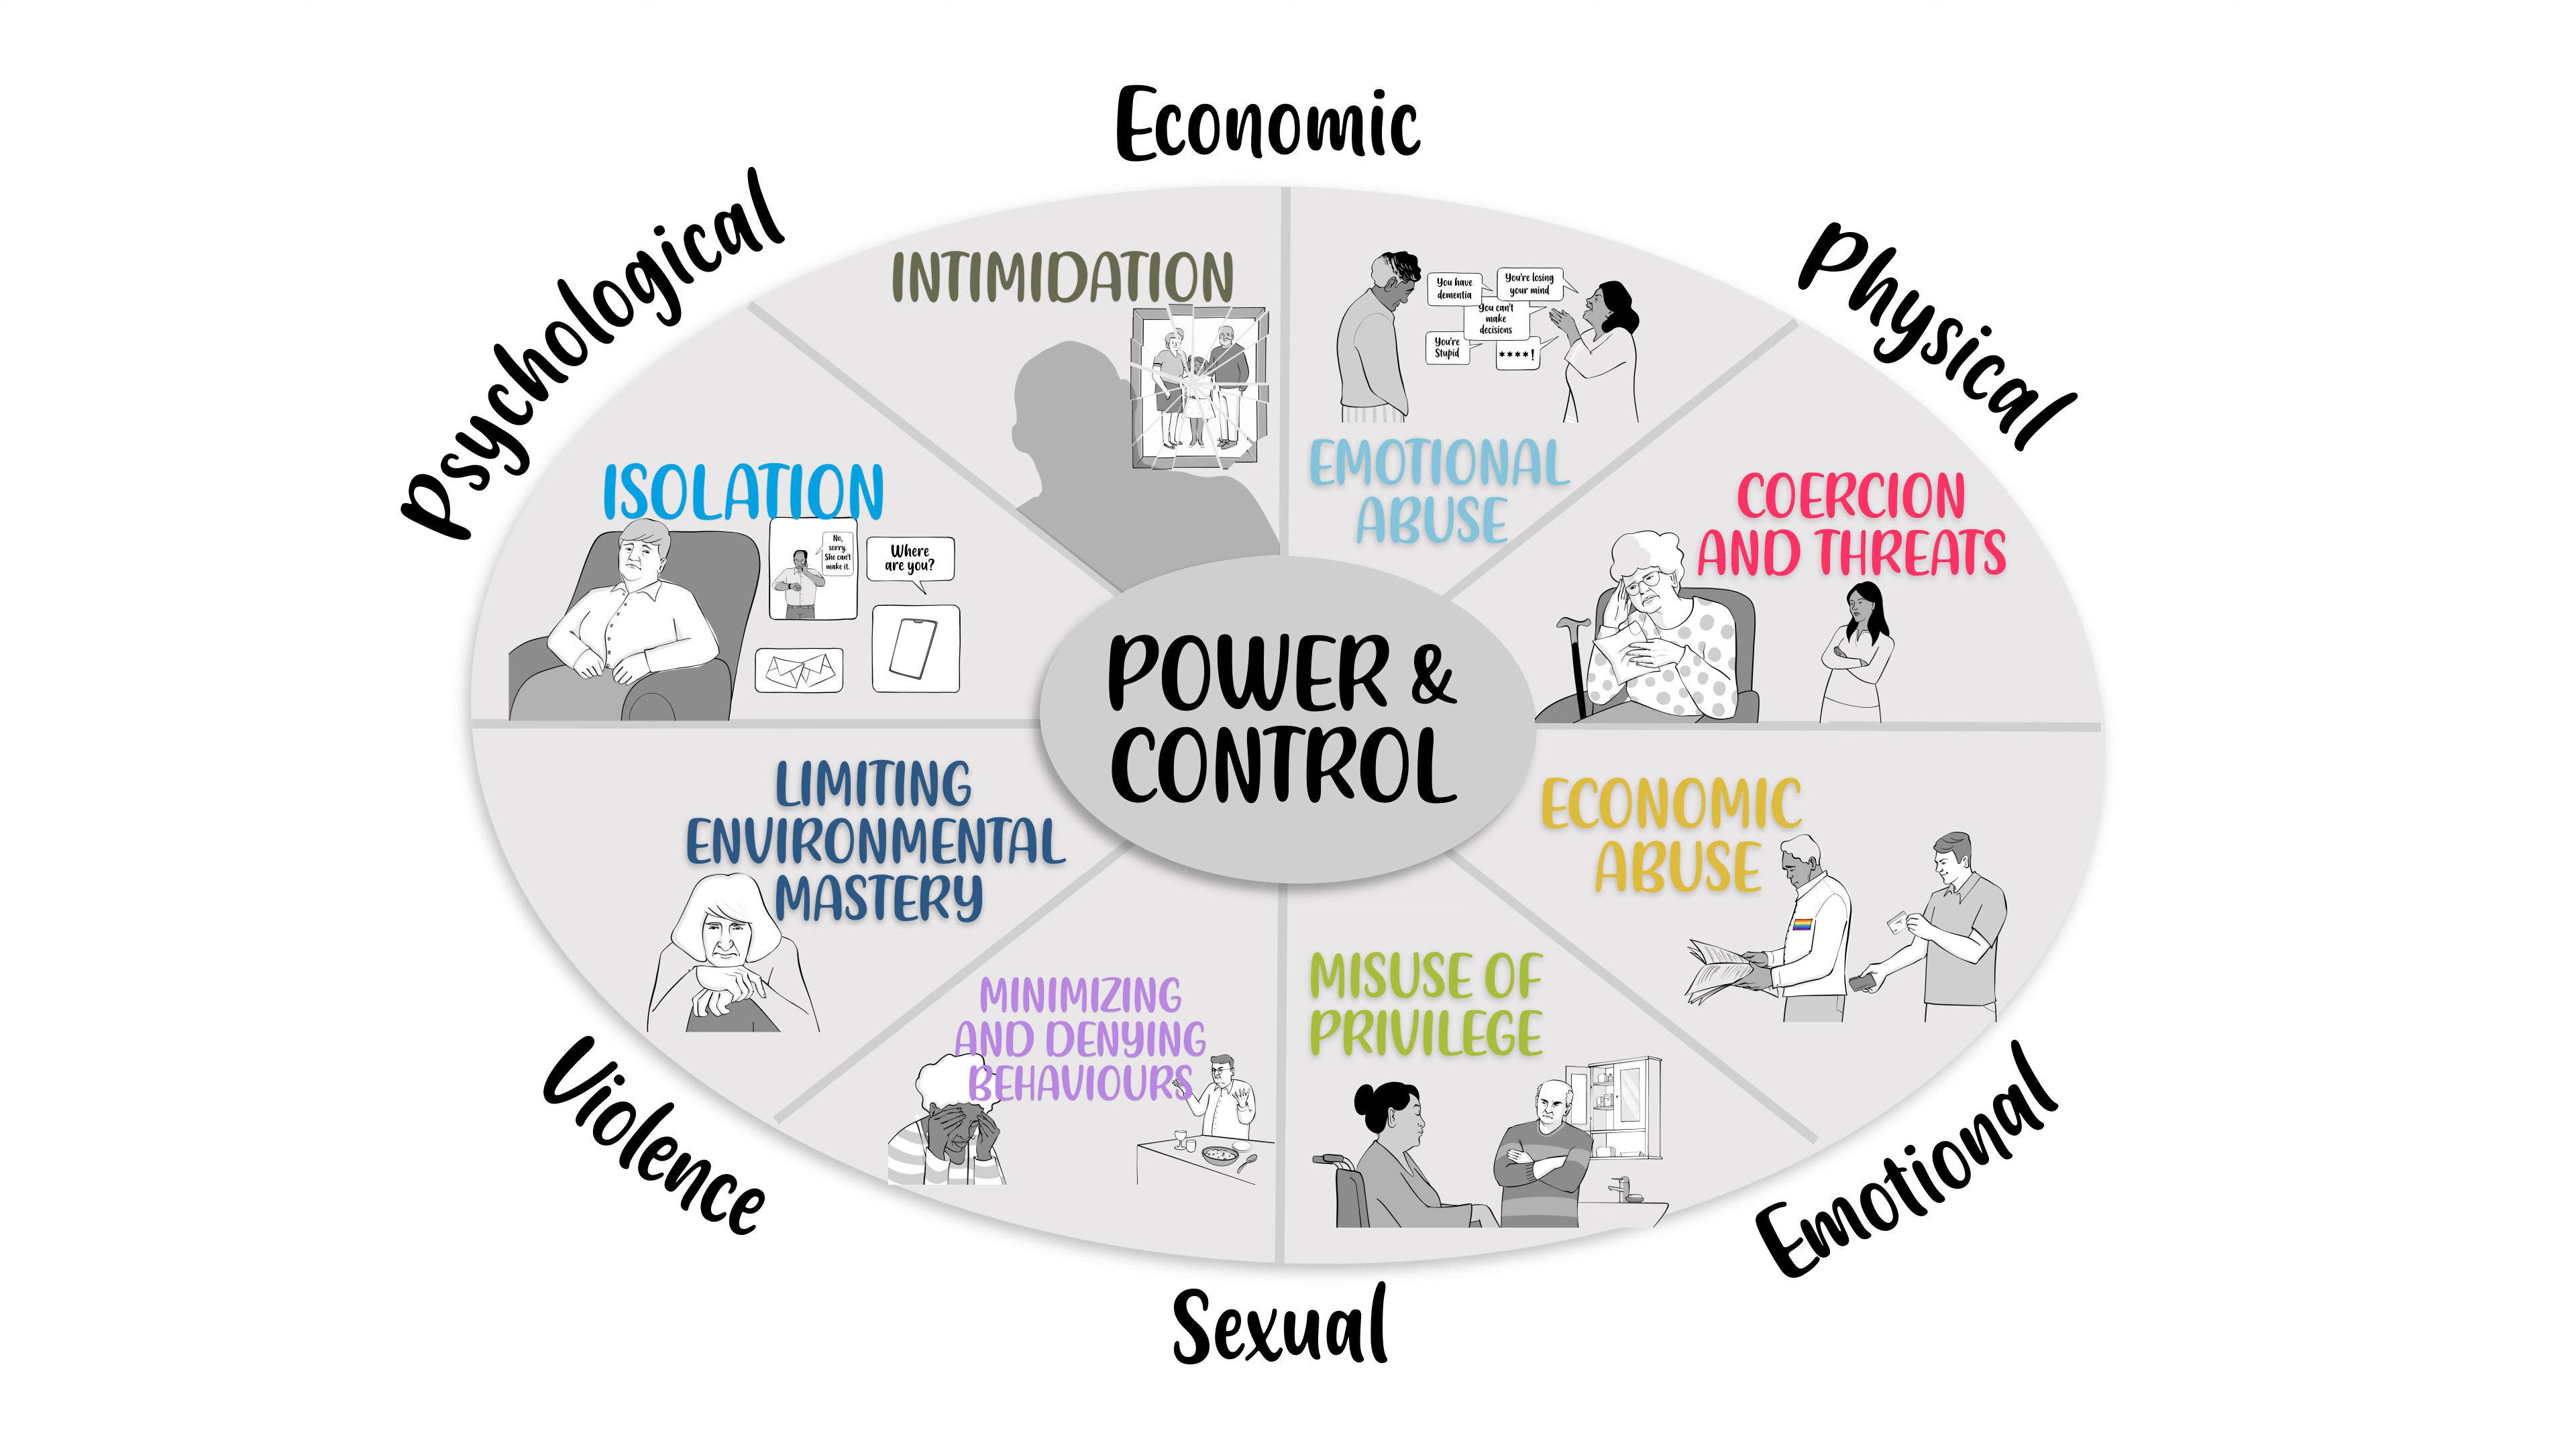 Economic
Psychological
Physical
INTIMIDATION
You have
dementia
You're losing
your mind
You can't
make
decisions
You're
Stupid
****!
EMOTIONAL
ABUSE
ISOLATION
No,
sorry.
She can't
make it.
Where
are you?
COERCION
AND THREATS
POWER &
CONTROL
LIMITING
ENVIRONMENTAL
MASTERY
ECONOMIC
ABUSE
MINIMIZING
AND DENYING
BEHAVIOURS
MISUSE OF
PRIVILEGE
Violence
Emotional
Sexual